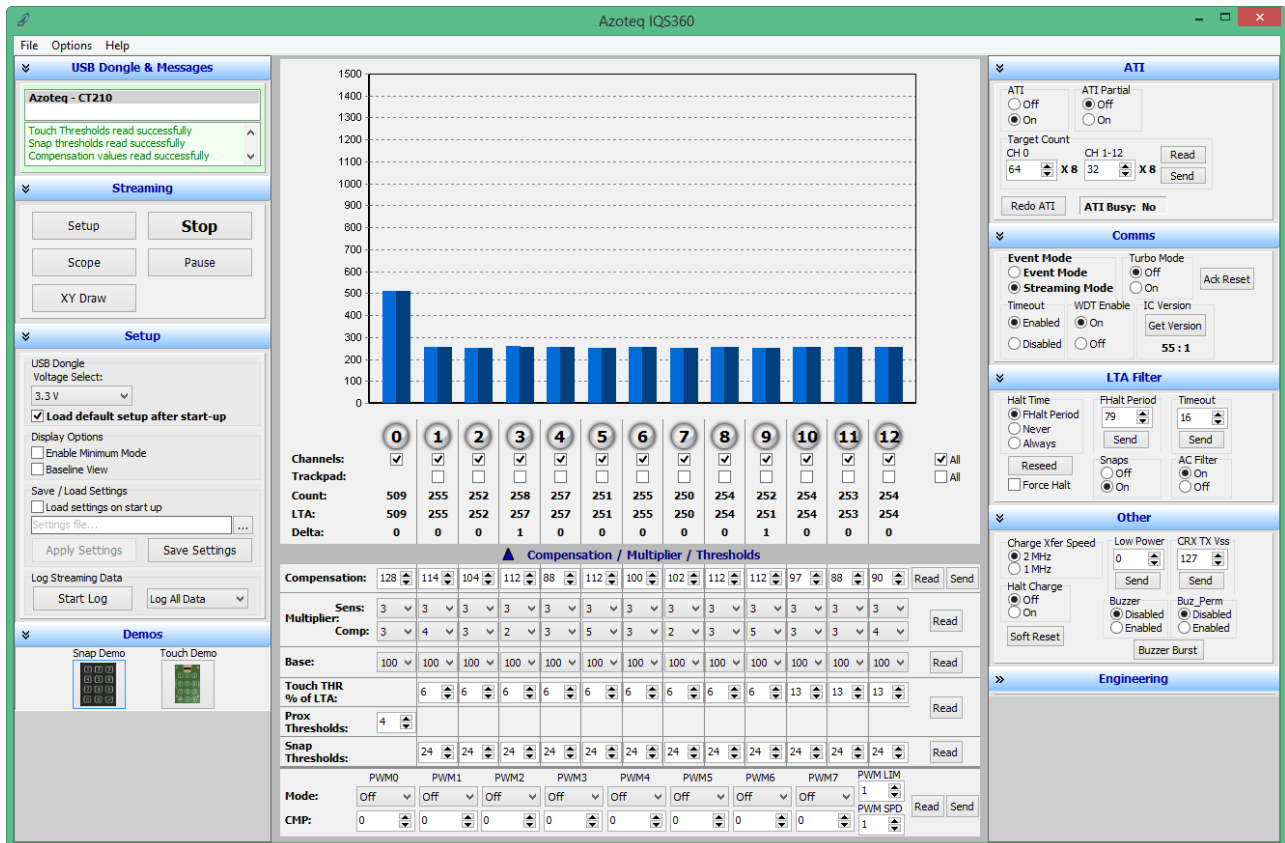 Azoteq IQS360
File Options Help
USB Dongle & Messages
Azoteq - CT210
Touch Thresholds read successfully
Snap thresholds read successfully
Compensation values read successfully
Streaming
Setup Stop
Scope Pause
XY Draw
Setup
USB Dongle
Voltage Select:
3.3 V
Load default setup after start-up
Display Options
Enable Minimum Mode
Baseline View
Save / Load Settings
Load settings on start up
Settings file... ...
Apply Settings Save Settings
Log Streaming Data
Start Log Log All Data
Demos
Snap Demo Touch Demo
1500
1400
1300
1200
1100
1000
900
800
700
600
500
400
300
200
100
0
0 1 2 3 4 5 6 7 8 9 10 11 12
Channels: All
Trackpad: All
Count: 509 255 252 258 257 251 255 250 254 252 254 253 254
LTA: 509 255 252 257 257 251 255 250 254 251 254 253 254
Delta: 0 0 0 1 0 0 0 0 0 1 0 0 0
Compensation / Multiplier / Thresholds
Compensation: 128 114 104 112 88 112 100 102 112 112 97 88 90 Read Send
Multiplier:
Sens: 3 3 3 3 3 3 3 3 3 3 3 3 3
Comp: 3 4 3 2 3 5 3 2 3 5 3 3 4
Read
Base: 100 100 100 100 100 100 100 100 100 100 100 100 100 Read
Touch THR
% of LTA: 6 6 6 6 6 6 6 6 6 13 13 13
Read
Prox
Thresholds: 4
Snap
Thresholds: 24 24 24 24 24 24 24 24 24 24 24 24 Read
PWM0 PWM1 PWM2 PWM3 PWM4 PWM5 PWM6 PWM7 PWM LIM
Mode: Off Off Off Off Off Off Off Off 1
PWM SPD
CMP: 0 0 0 0 0 0 0 0 1
Read Send
ATI
ATI ATI Partial
Off Off
On On
Target Count
CH 0 CH 1-12
64 X 8 32 X 8
Read
Send
Redo ATI ATI Busy: No
Comms
Event Mode Turbo Mode
Event Mode Off
Streaming Mode On
Ack Reset
Timeout WDT Enable IC Version
Enabled On Get Version
Disabled Off 55 : 1
LTA Filter
Halt Time FHalt Period Timeout
FHalt Period 79 16
Never
Always Send Send
Reseed Snaps AC Filter
Off On
Force Halt On Off
Other
Charge Xfer Speed Low Power CRX TX Vss
2 MHz 0 127
1 MHz
Send Send
Halt Charge
Off Buzzer Buz_Perm
On Disabled Disabled
Enabled Enabled
Soft Reset
Buzzer Burst
Engineering